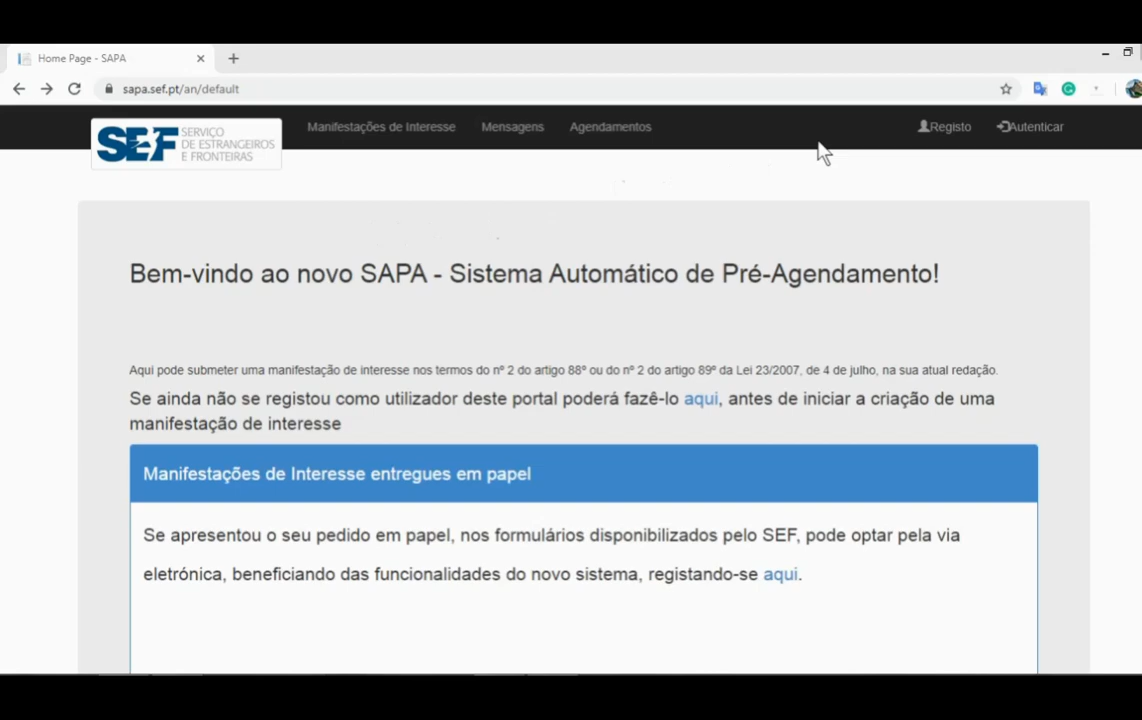 Home Page - SAPA
sapa.sef.pt/an/default
SEF SERVIÇO
DE ESTRANGEIROS
E FRONTEIRAS
Manifestações de Interesse Mensagens Agendamentos Registo Autenticar
Bem-vindo ao novo SAPA - Sistema Automático de Pré-Agendamento!
Aqui pode submeter uma manifestação de interesse nos termos do nº 2 do artigo 88º ou do nº 2 do artigo 89º da Lei 23/2007, de 4 de julho, na sua atual redação.
Se ainda não se registou como utilizador deste portal poderá fazê-lo aqui, antes de iniciar a criação de uma
manifestação de interesse
Manifestações de Interesse entregues em papel
Se apresentou o seu pedido em papel, nos formulários disponibilizados pelo SEF, pode optar pela via
eletrónica, beneficiando das funcionalidades do novo sistema, registando-se aqui.